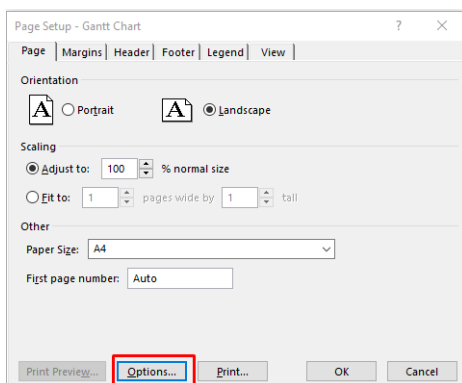 Page Setup - Gantt Chart ? ×
Page Margins Header Footer Legend View
Orientation
A Portrait A Landscape
Scaling
Adjust to: 100 % normal size
Fit to: 1 pages wide by 1 tall
Other
Paper Size: A4
First page number: Auto
Print Preview... Options... Print... OK Cancel